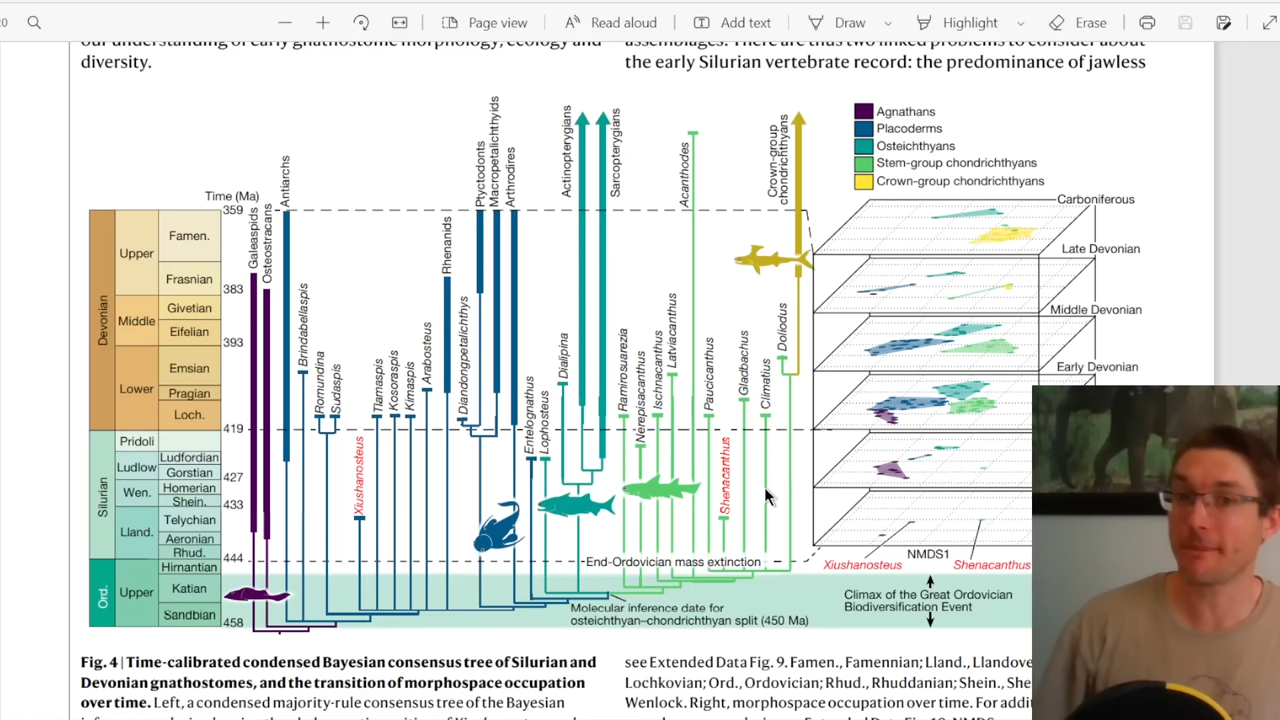 20
Page view
Read aloud
Add text
Draw
Highlight
Erase
our understanding of early gnathostome morphology, ecology and
diversity.
assemblages. There are thus two linked problems to consider about
the early Silurian vertebrate record: the predominance of jawless
Time (Ma)
359
383
393
419
427
433
444
458
Devonian
Silurian
Ord.
Upper
Middle
Lower
Pridoli
Ludlow
Wen.
Lland.
Upper
Famen.
Frasnian
Givetian
Eifelian
Emsian
Pragian
Loch.
Ludfordian
Gorstian
Homerian
Shein.
Telychian
Aeronian
Rhud.
Hirnantian
Katian
Sandbian
Galeaspids
Osteostracans
Antiarchs
Brindabellaspis
Romundina
Sudaspis
Xiushanosteus
Titanaspis
Kosoraspis
Kimaspis
Arabosteus
Rhenanids
Diandongpetalichthys
Ptyctodonts
Macropetalichthyids
Arthrodires
Entelognathus
Lophosteus
Dialipina
Actinopterygians
Sarcopterygians
Ramirosuarezia
Nerepisacanthus
Ischnacanthus
Latviacanthus
Acanthodes
Paucicanthus
Shenacanthus
Gladbachus
Climatius
Doliodus
Crown-group
chondrichthyans
End-Ordovician mass extinction
Molecular inference date for
osteichthyan–chondrichthyan split (450 Ma)
Agnathans
Placoderms
Osteichthyans
Stem-group chondrichthyans
Crown-group chondrichthyans
Carboniferous
Late Devonian
Middle Devonian
Early Devonian
NMDS1
Xiushanosteus
Shenacanthus
Climax of the Great Ordovician
Biodiversification Event
Fig. 4 | Time-calibrated condensed Bayesian consensus tree of Silurian and
Devonian gnathostomes, and the transition of morphospace occupation
over time. Left, a condensed majority-rule consensus tree of the Bayesian
see Extended Data Fig. 9. Famen., Famennian; Lland., Llandove
Lochkovian; Ord., Ordovician; Rhud., Rhuddanian; Shein., She
Wenlock. Right, morphospace occupation over time. For addi